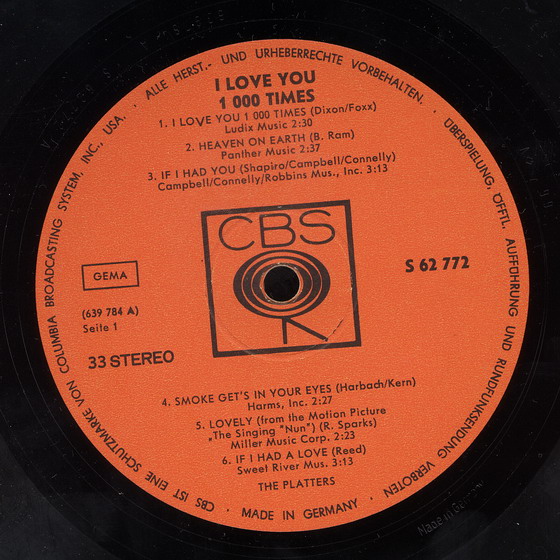 ALLE HERST.- UND URHEBERRECHTE VORBEHALTEN. · ÜBERSPIELUNG, ÖFFTL. AUFFÜHRUNG UND RUNDFUNKSENDUNG VERBOTEN · MADE IN GERMANY · CBS IST EINE SCHUTZMARKE VON COLUMBIA BROADCASTING SYSTEM, INC., USA. ·
I LOVE YOU
1 000 TIMES
1. I LOVE YOU 1 000 TIMES (Dixon/Foxx)
Ludix Music 2:30
2. HEAVEN ON EARTH (B. Ram)
Panther Music 2:37
3. IF I HAD YOU (Shapiro/Campbell/Connelly)
Campbell/Connelly/Robbins Mus., Inc. 3:13
CBS
GEMA
S 62 772
(639 784 A)
Seite 1
33 STEREO
4. SMOKE GET'S IN YOUR EYES (Harbach/Kern)
Harms, Inc. 2:27
5. LOVELY (from the Motion Picture
„The Singing "Nun") (R. Sparks)
Miller Music Corp. 2:23
6. IF I HAD A LOVE (Reed)
Sweet River Mus. 3:13
THE PLATTERS